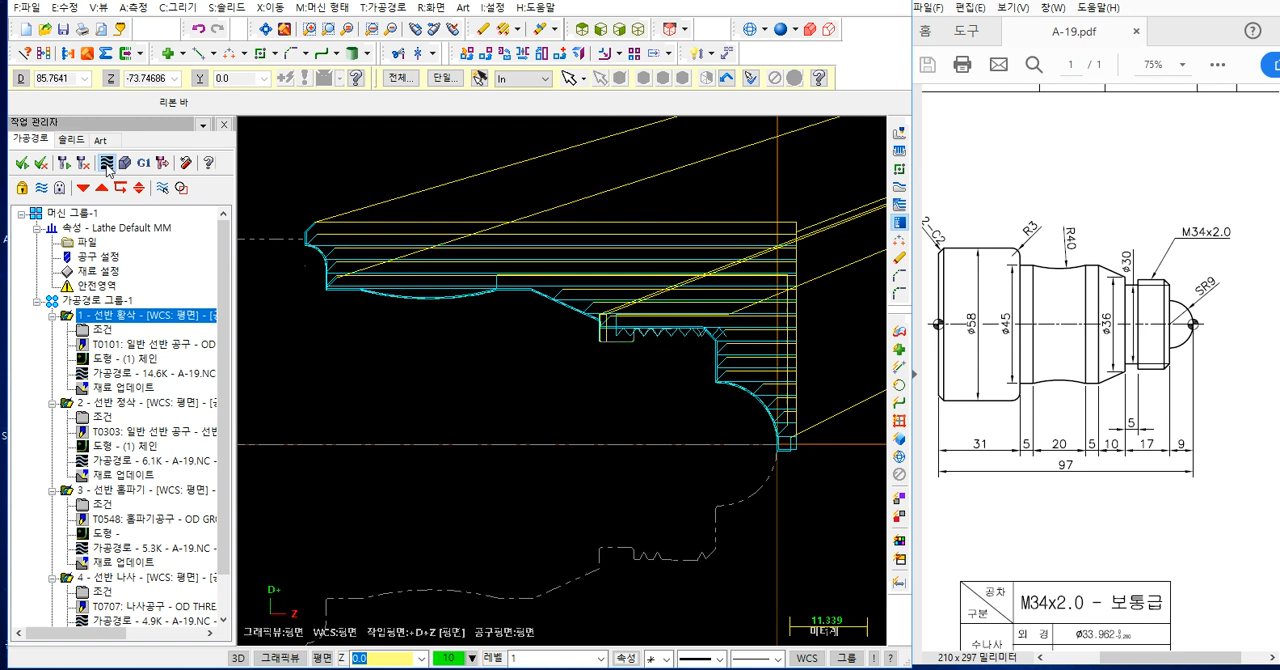 F:파일 E:수정 V:뷰 A:측정 C:그리기 S:솔리드 X:이동 M:머신 형태 T:가공경로 R:화면 Art I:설정 H:도움말
D 85.7641 Z -73.74686 Y 0.0 전체... 단일... In
리본 바
작업 관리자
가공경로 솔리드 Art
G1
머신 그룹-1
속성 - Lathe Default MM
파일
공구 설정
재료 설정
안전영역
가공경로 그룹-1
1 - 선반 황삭 - [WCS: 평면] -
조건
T0101: 일반 선반 공구 - OD
도형 - (1) 체인
가공경로 - 14.6K - A-19.NC
재료 업데이트
2 - 선반 정삭 - [WCS: 평면] -
조건
T0303: 일반 선반 공구 - 선반
도형 - (1) 체인
가공경로 - 6.1K - A-19.NC -
재료 업데이트
3 - 선반 홈파기 - [WCS: 평면] -
조건
T0548: 홈파기공구 - OD GR
도형 -
가공경로 - 5.3K - A-19.NC -
재료 업데이트
4 - 선반 나사 - [WCS: 평면] -
조건
T0707: 나사공구 - OD THRE
가공경로 - 4.9K - A-19.NC
D+
Z
그래픽뷰:평면 WCS:평면 작업평면:+D+Z [평면] 공구평면:평면
11.339
미터계
3D 그래픽뷰 평면 Z 0.0 10 레벨 1 속성 WCS 그룹 ! ?
파일(F) 편집(E) 보기(V) 창(W) 도움말(H)
홈 도구 A-19.pdf ×
1 / 1 75%
2-C2
R3
R40
ø30
M34x2.0
SR9
ø58
ø45
ø36
5
31 5 20 5 10 17 9
97
공차
구분
M34x2.0 - 보통급
수나사
외 경
210 x 297 밀리미터